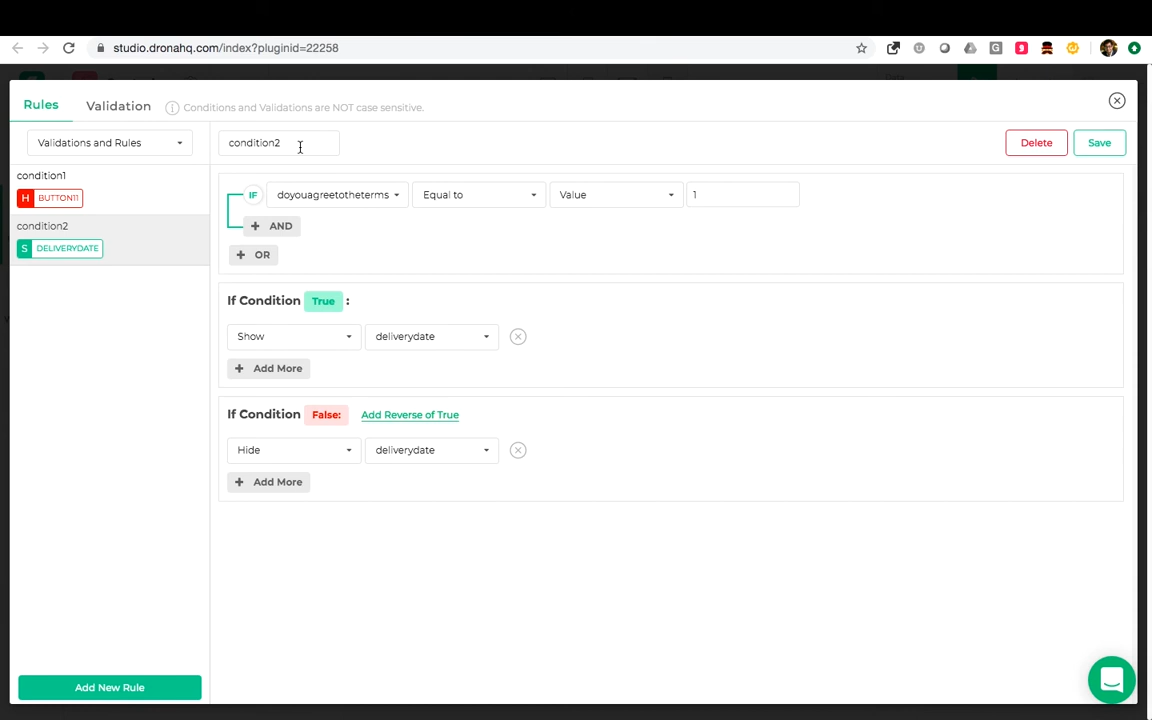 studio.dronahq.com/index?pluginid=22258
Rules
Validation
Conditions and Validations are NOT case sensitive.
Validations and Rules
condition2
Delete
Save
condition1
H BUTTON11
condition2
S DELIVERYDATE
IF doyouagreetotheterms Equal to Value 1
+ AND
+ OR
If Condition True :
Show deliverydate
+ Add More
If Condition False: Add Reverse of True
Hide deliverydate
+ Add More
Add New Rule